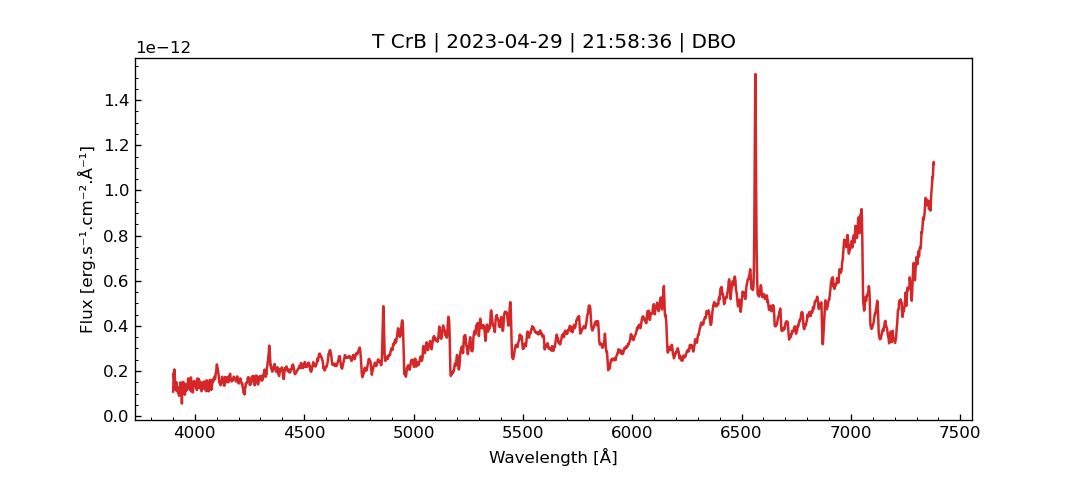 T CrB | 2023-04-29 | 21:58:36 | DBO
1e−12
1.4
1.2
1.0
0.8
0.6
0.4
0.2
0.0
Flux [erg.s⁻¹.cm⁻².Å⁻¹]
4000 4500 5000 5500 6000 6500 7000 7500
Wavelength [Å]